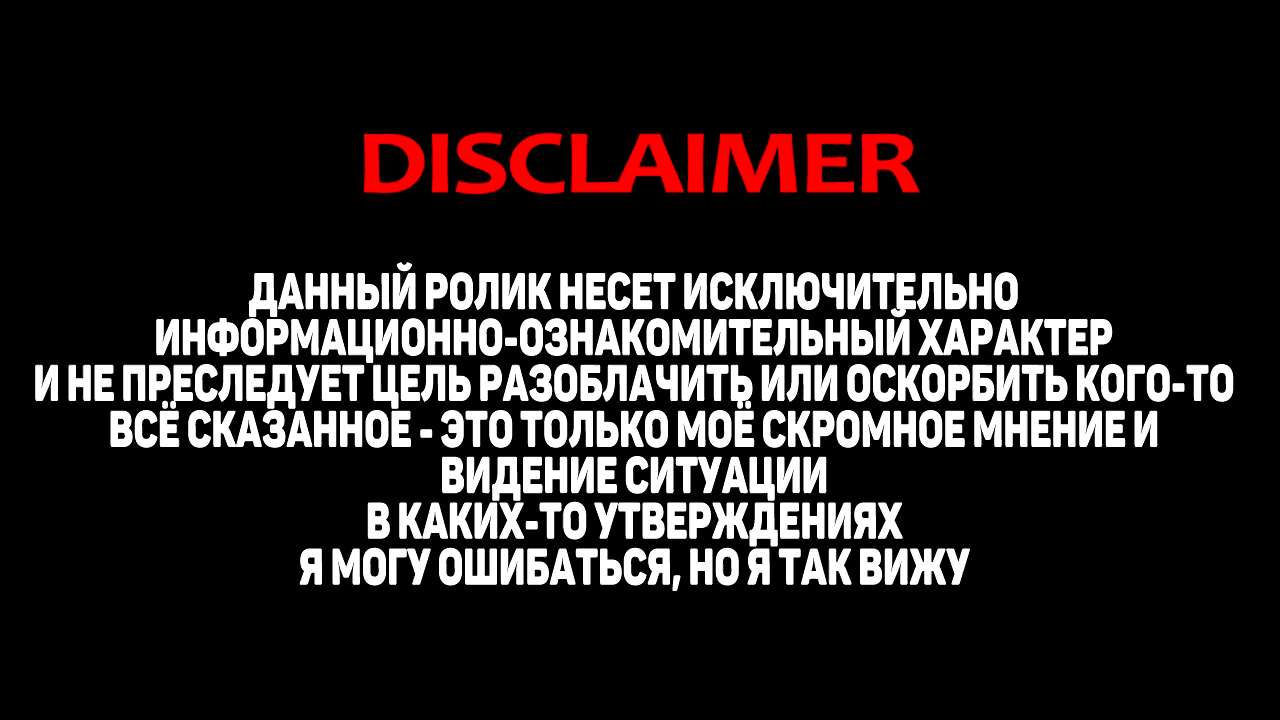 DISCLAIMER
ДАННЫЙ РОЛИК НЕСЕТ ИСКЛЮЧИТЕЛЬНО
ИНФОРМАЦИОННО-ОЗНАКОМИТЕЛЬНЫЙ ХАРАКТЕР
И НЕ ПРЕСЛЕДУЕТ ЦЕЛЬ РАЗОБЛАЧИТЬ ИЛИ ОСКОРБИТЬ КОГО-ТО
ВСЁ СКАЗАННОЕ - ЭТО ТОЛЬКО МОЁ СКРОМНОЕ МНЕНИЕ И
ВИДЕНИЕ СИТУАЦИИ
В КАКИХ-ТО УТВЕРЖДЕНИЯХ
Я МОГУ ОШИБАТЬСЯ, НО Я ТАК ВИЖУ